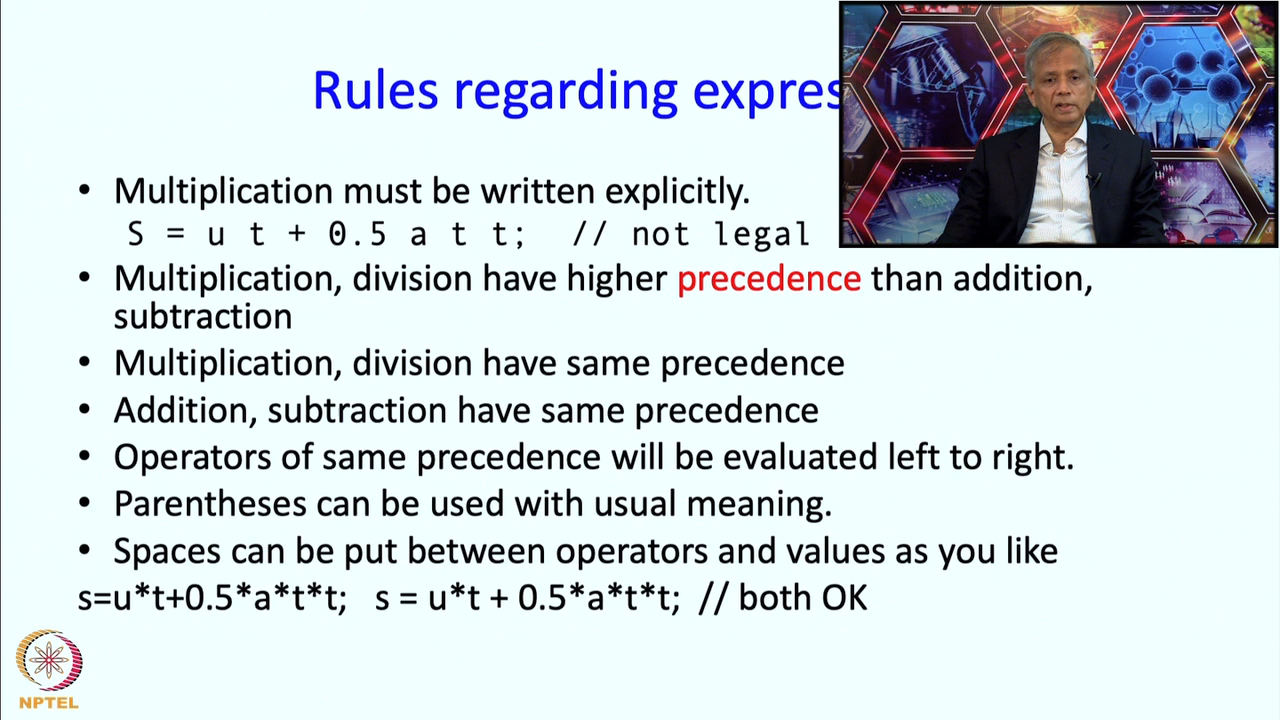 Rules regarding expres
• Multiplication must be written explicitly.
S = u t + 0.5 a t t; // not legal
• Multiplication, division have higher precedence than addition,
subtraction
• Multiplication, division have same precedence
• Addition, subtraction have same precedence
• Operators of same precedence will be evaluated left to right.
• Parentheses can be used with usual meaning.
• Spaces can be put between operators and values as you like
s=u*t+0.5*a*t*t; s = u*t + 0.5*a*t*t; // both OK
NPTEL